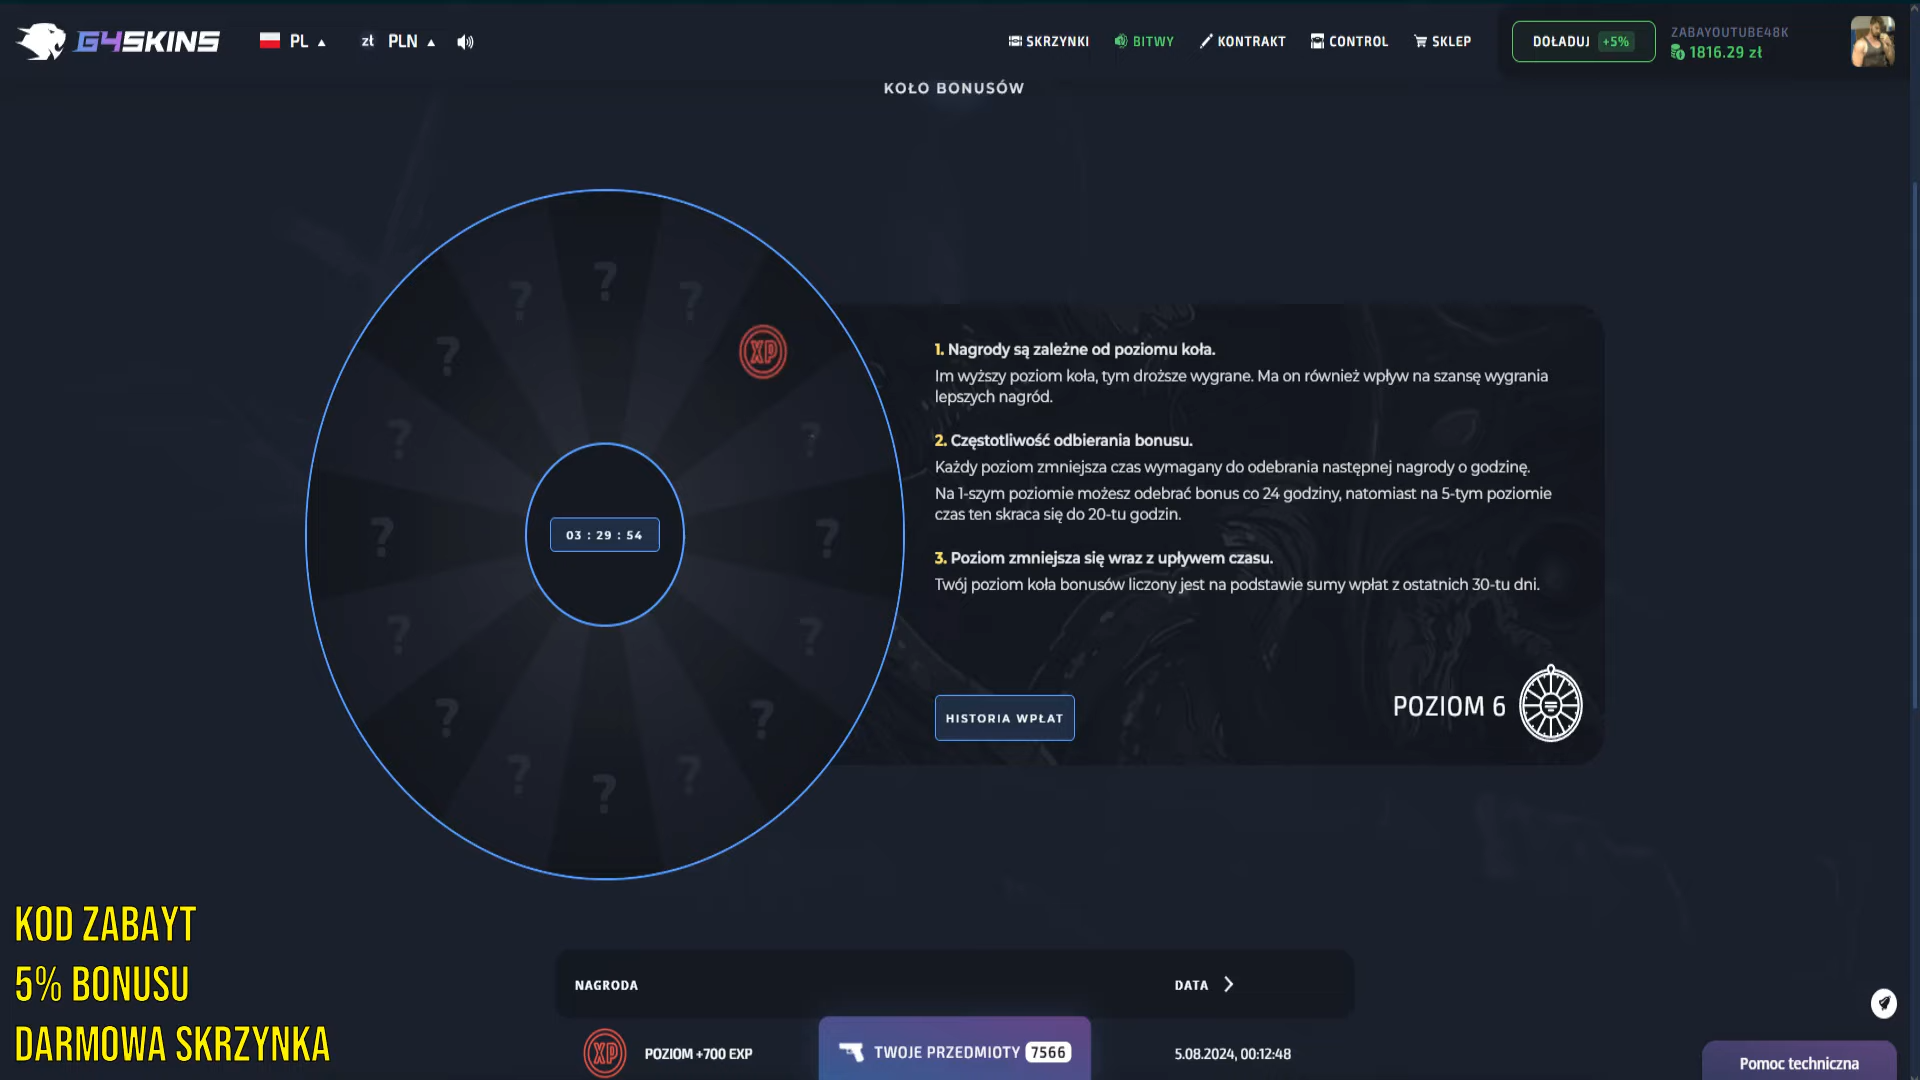 G4SKINS
PL
zł PLN
SKRZYNKI
BITWY
KONTRAKT
CONTROL
SKLEP
DOŁADUJ +5%
ZABAYOUTUBE48K
1816.29 zł
KOŁO BONUSÓW
?
?
?
?
XP
?
?
?
?
03 : 29 : 54
?
?
?
?
?
?
?
1. Nagrody są zależne od poziomu koła.
Im wyższy poziom koła, tym droższe wygrane. Ma on również wpływ na szansę wygrania
lepszych nagród.
2. Częstotliwość odbierania bonusu.
Każdy poziom zmniejsza czas wymagany do odebrania następnej nagrody o godzinę.
Na 1-szym poziomie możesz odebrać bonus co 24 godziny, natomiast na 5-tym poziomie
czas ten skraca się do 20-tu godzin.
3. Poziom zmniejsza się wraz z upływem czasu.
Twój poziom koła bonusów liczony jest na podstawie sumy wpłat z ostatnich 30-tu dni.
HISTORIA WPŁAT
POZIOM 6
KOD ZABAYT
5% BONUSU
DARMOWA SKRZYNKA
NAGRODA
DATA
XP
POZIOM +700 EXP
TWOJE PRZEDMIOTY 7566
5.08.2024, 00:12:48
Pomoc techniczna